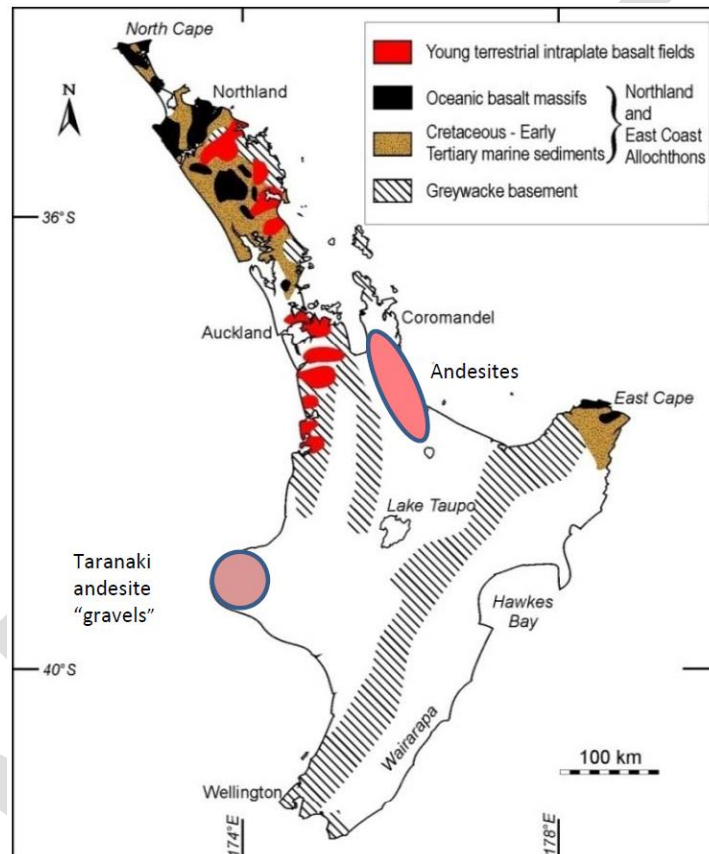 North Cape
Northland
N
Young terrestrial intraplate basalt fields
Oceanic basalt massifs
Cretaceous - Early
Tertiary marine sediments
Northland
and
East Coast
Allochthons
Greywacke basement
36°S
Auckland
Coromandel
Andesites
East Cape
Lake Taupo
Taranaki
andesite
“gravels”
Hawkes
Bay
40°S
Wairarapa
100 km
Wellington
174°E
178°E